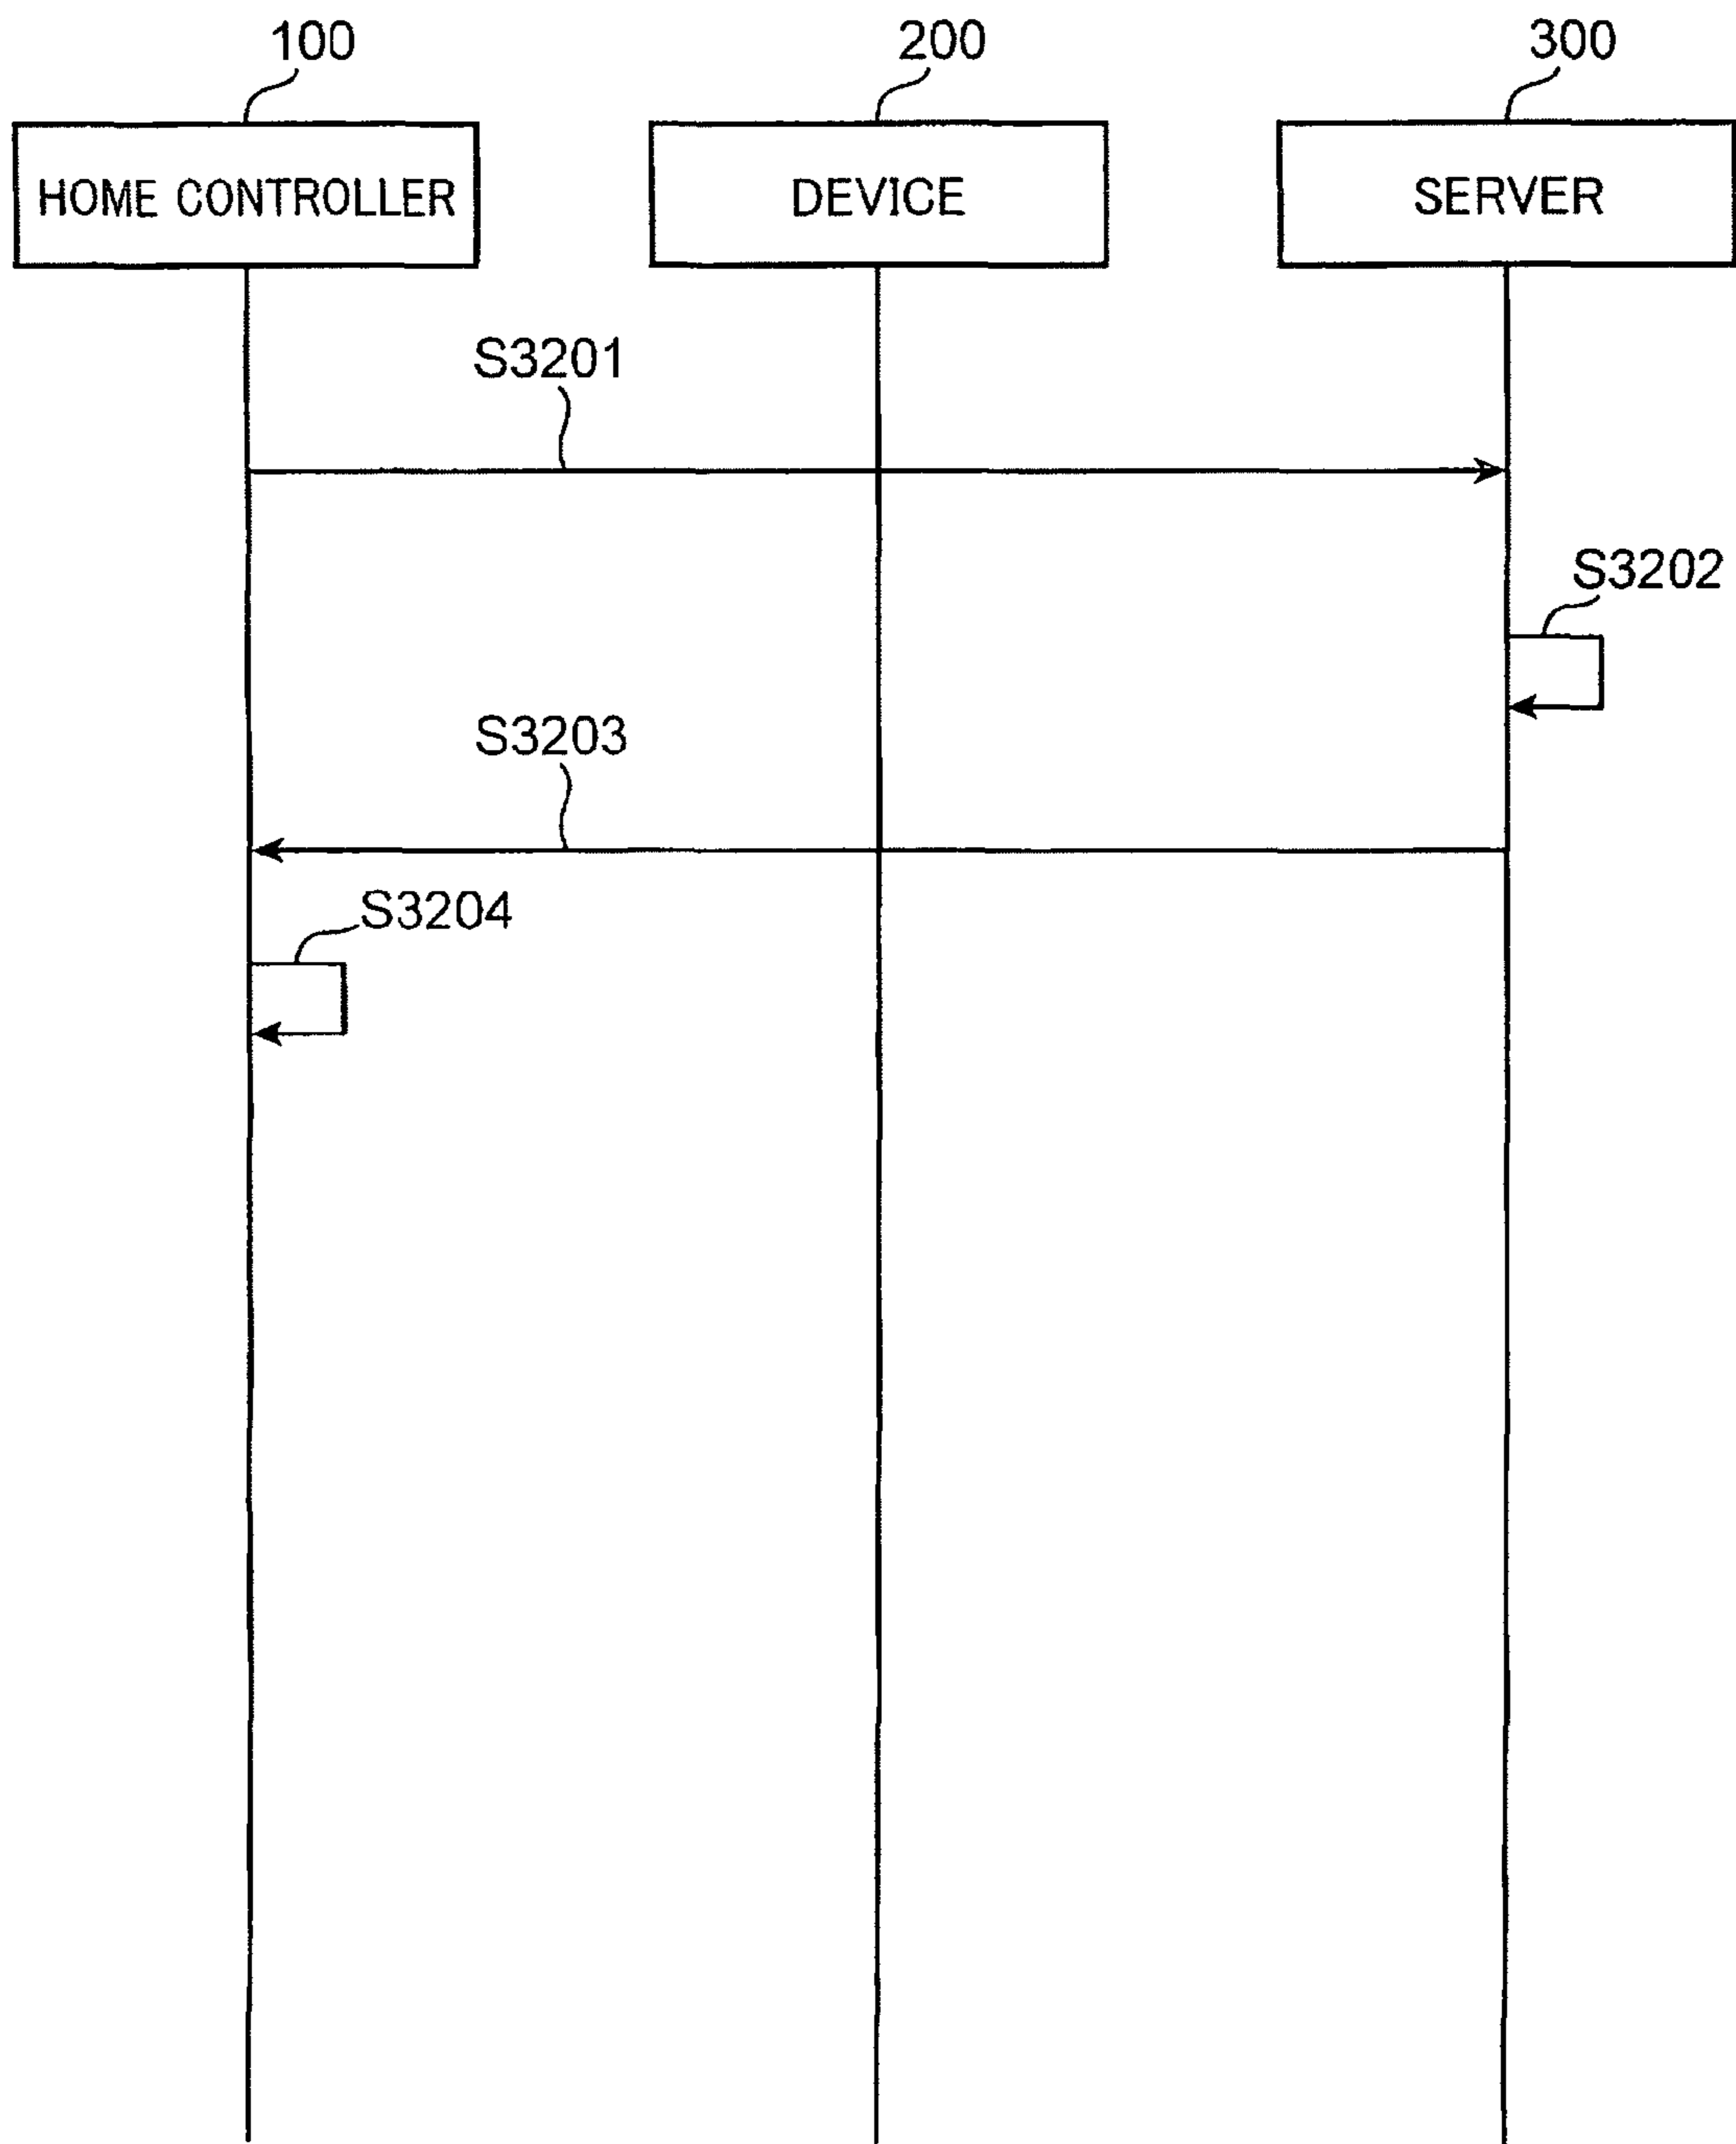 100
200
300
HOME CONTROLLER
DEVICE
SERVER
S3201
S3202
S3203
S3204